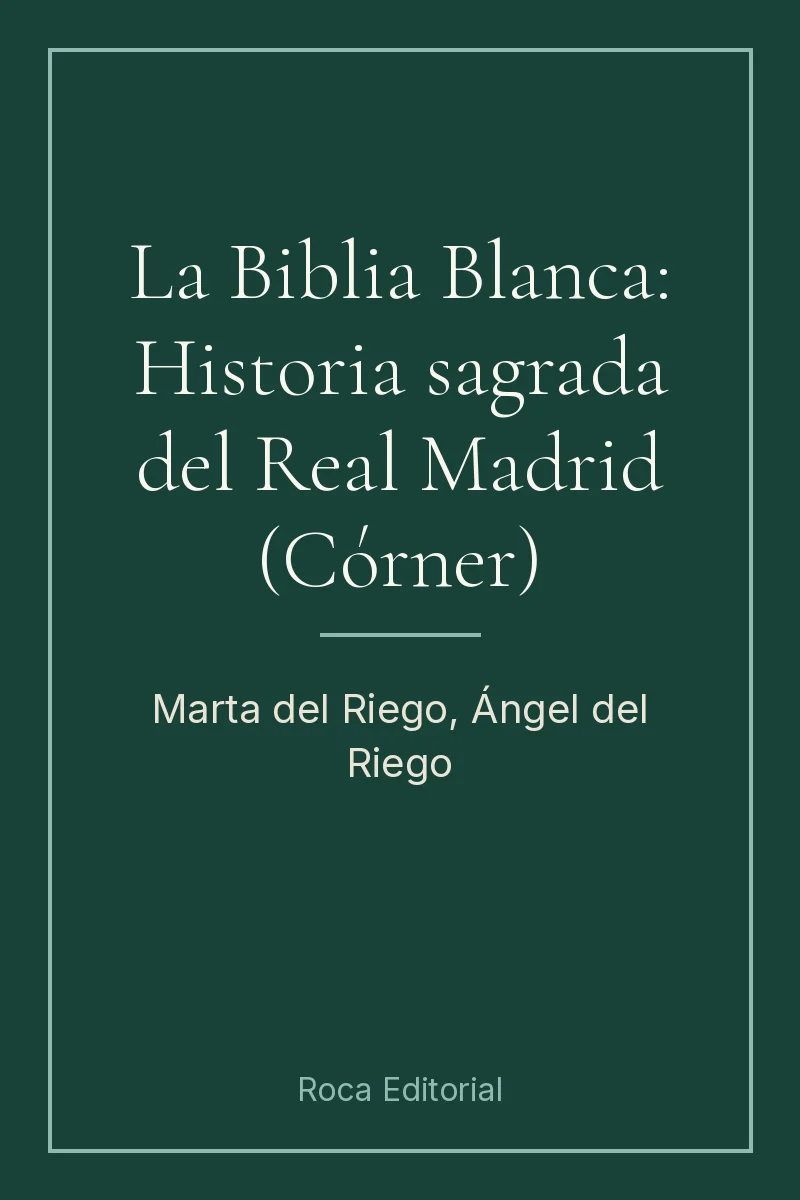 La Biblia Blanca:
Historia sagrada
del Real Madrid
(Córner)
Marta del Riego, Ángel del
Riego
Roca Editorial